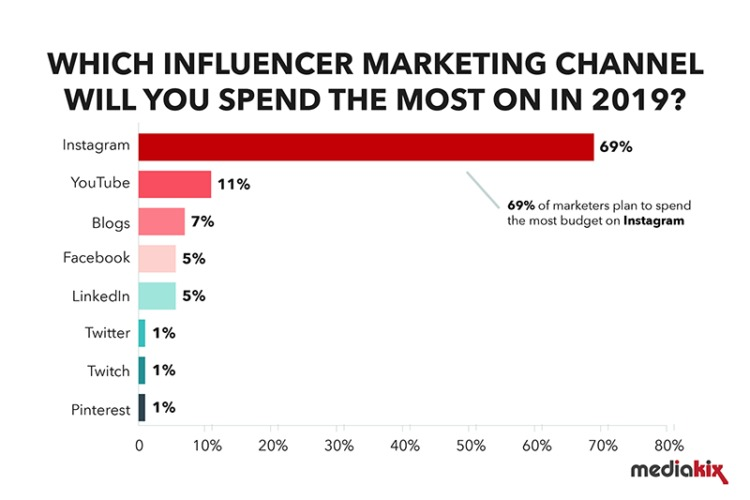 WHICH INFLUENCER MARKETING CHANNEL
WILL YOU SPEND THE MOST ON IN 2019?
Instagram 69%
YouTube 11%
69% of marketers plan to spend
the most budget on Instagram
Blogs 7%
Facebook 5%
LinkedIn 5%
Twitter 1%
Twitch 1%
Pinterest 1%
0 10% 20% 30% 40% 50% 60% 70% 80%
mediakix